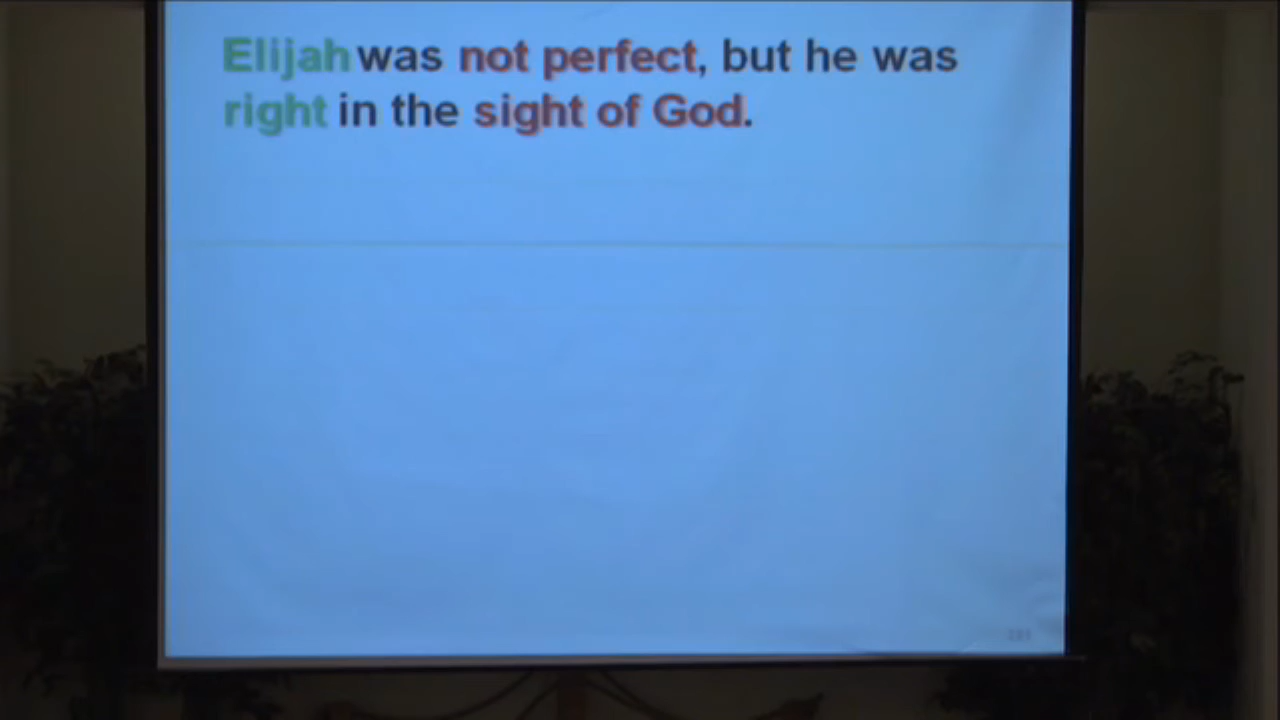 Elijah was not perfect, but he was
right in the sight of God.